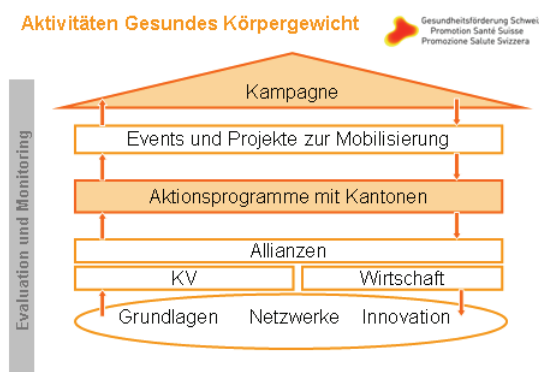 Aktivitäten Gesundes Körpergewicht
Gesundheitsförderung Schwei
Promotion Santé Suisse
Promozione Salute Svizzera
Kampagne
Events und Projekte zur Mobilisierung
Aktionsprogramme mit Kantonen
Allianzen
KV
Wirtschaft
Grundlagen Netzwerke Innovation
Evaluation und Monitoring